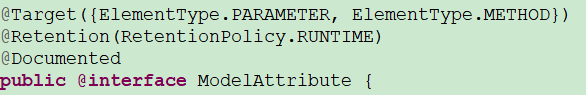 @Target({ElementType.PARAMETER, ElementType.METHOD})
@Retention(RetentionPolicy.RUNTIME)
@Documented
public @interface ModelAttribute {